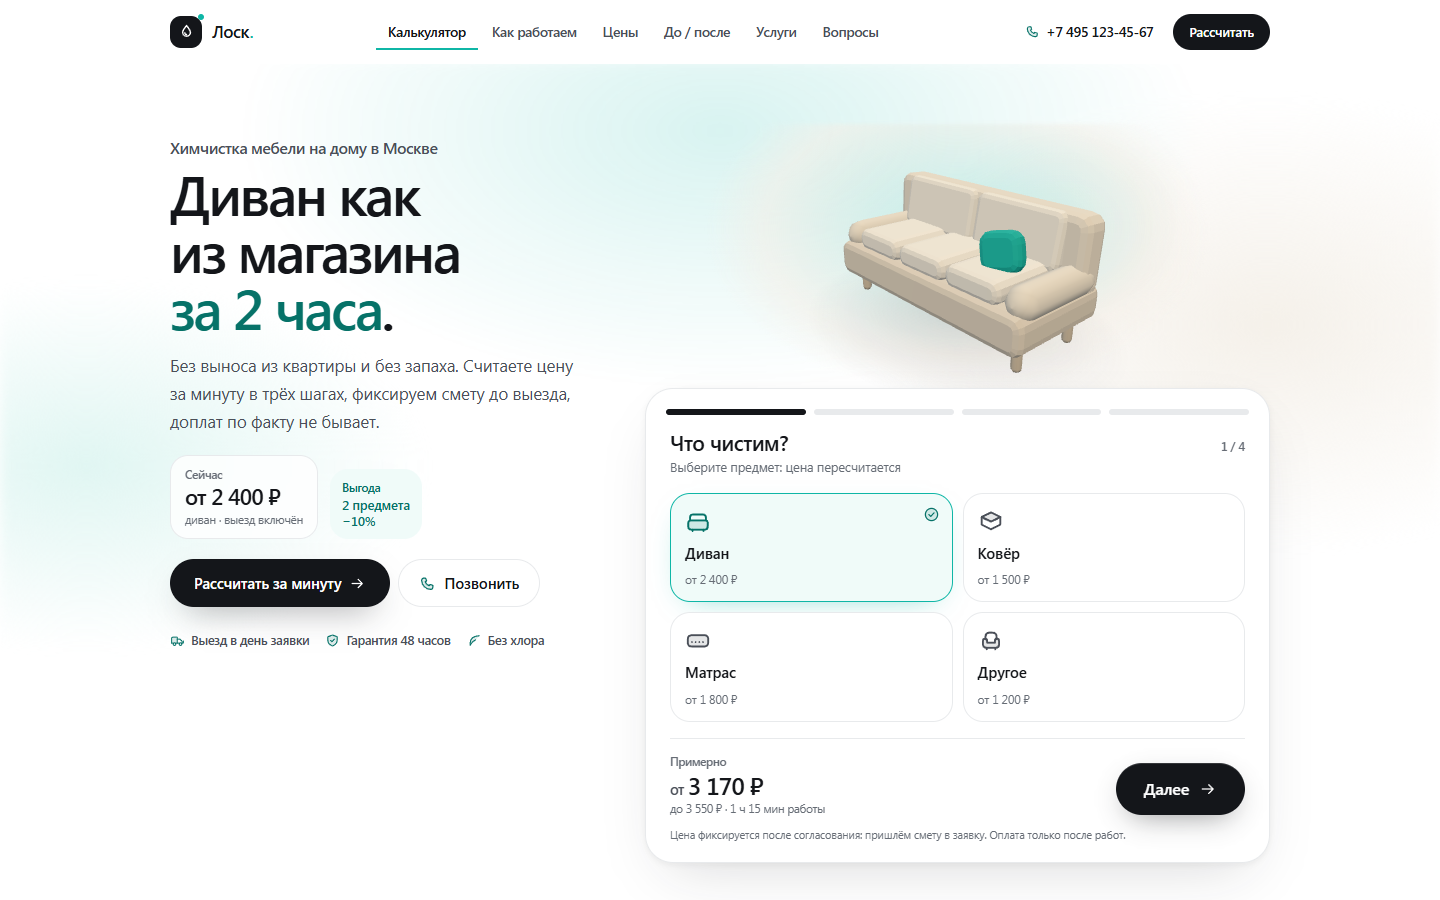 Лоск.
Калькулятор
Как работаем
Цены
До / после
Услуги
Вопросы
+7 495 123-45-67
Рассчитать
Химчистка мебели на дому в Москве
Диван как
из магазина
за 2 часа.
Без выноса из квартиры и без запаха. Считаете цену
за минуту в трёх шагах, фиксируем смету до выезда,
доплат по факту не бывает.
Сейчас
от 2 400 ₽
диван · выезд включён
Выгода
2 предмета
−10%
Рассчитать за минуту
Позвонить
Выезд в день заявки
Гарантия 48 часов
Без хлора
Что чистим?
1 / 4
Выберите предмет: цена пересчитается
Диван
от 2 400 ₽
Ковёр
от 1 500 ₽
Матрас
от 1 800 ₽
Другое
от 1 200 ₽
Примерно
от 3 170 ₽
до 3 550 ₽ · 1 ч 15 мин работы
Далее
Цена фиксируется после согласования: пришлём смету в заявку. Оплата только после работ.